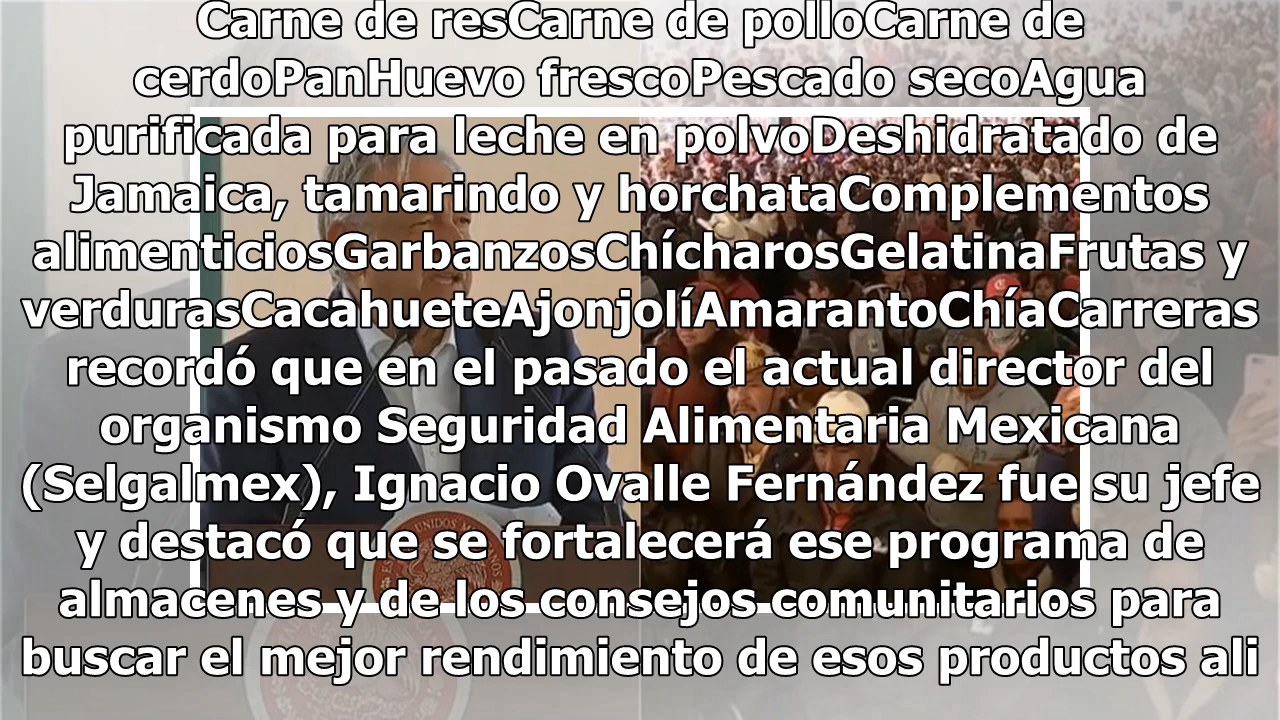 Carne de resCarne de polloCarne de
cerdoPanHuevo frescoPescado secoAgua
purificada para leche en polvoDeshidratado de
Jamaica, tamarindo y horchataComplementos
alimenticiosGarbanzosChícharosGelatinaFrutas y
verdurasCacahueteAjonjolíAmarantoChíaCarreras
recordó que en el pasado el actual director del
organismo Seguridad Alimentaria Mexicana
(Selgalmex), Ignacio Ovalle Fernández fue su jefe
y destacó que se fortalecerá ese programa de
almacenes y de los consejos comunitarios para
buscar el mejor rendimiento de esos productos ali